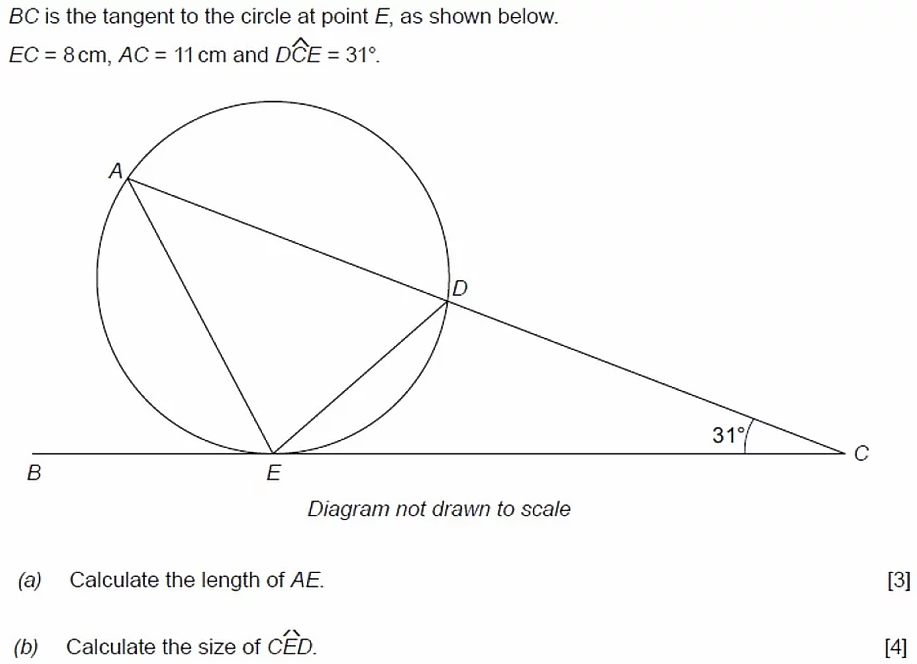 BC is the tangent to the circle at point E, as shown below.
EC = 8 cm, AC = 11 cm and DĈE = 31°.
A
D
31°
C
B
E
Diagram not drawn to scale
(a) Calculate the length of AE. [3]
(b) Calculate the size of CÊD. [4]